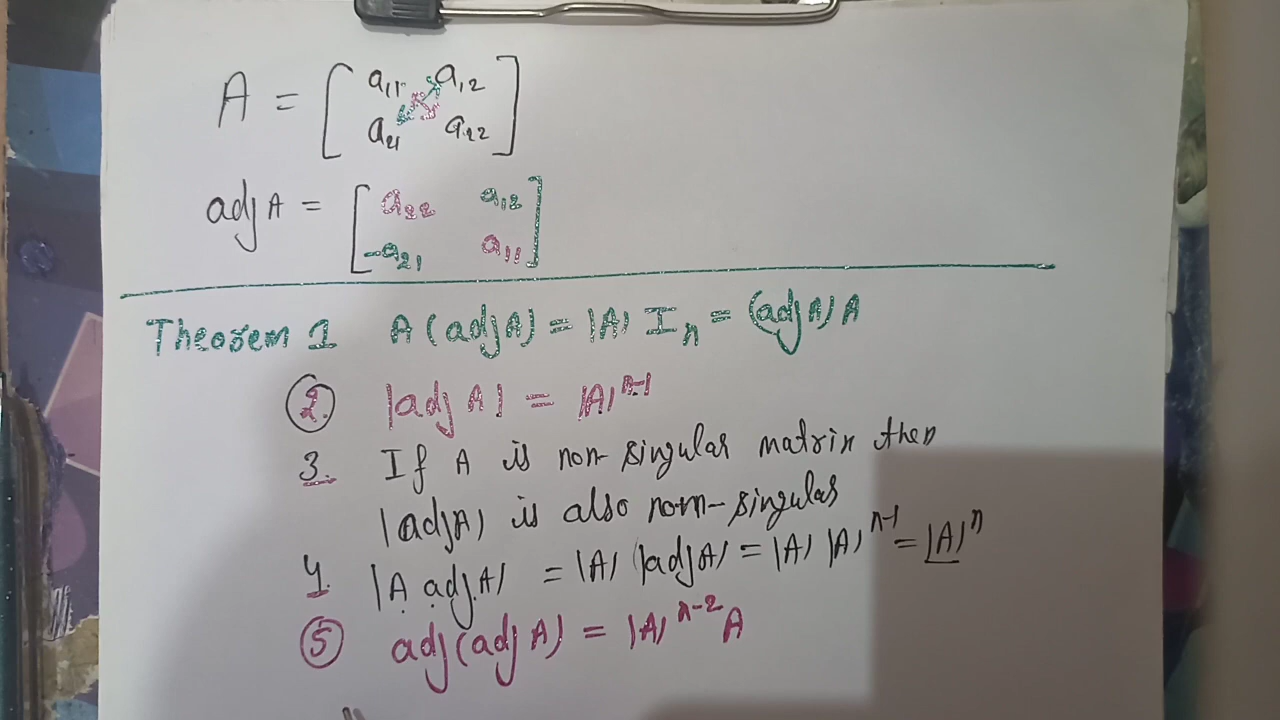 A = [ a₁₁ a₁₂
a₂₁ a₂₂ ]
adj A = [ a₂₂ a₁₂
-a₂₁ a₁₁ ]
Theorem 1 A (adj A) = |A| Iₙ = (adj A) A
2. |adj A| = |A|ⁿ⁻¹
3. If A is non-singular matrix then
|adj A| is also non-singular
4. |A adj A| = |A| |adj A| = |A| |A|ⁿ⁻¹ = |A|ⁿ
5 adj (adj A) = |A|ⁿ⁻² A